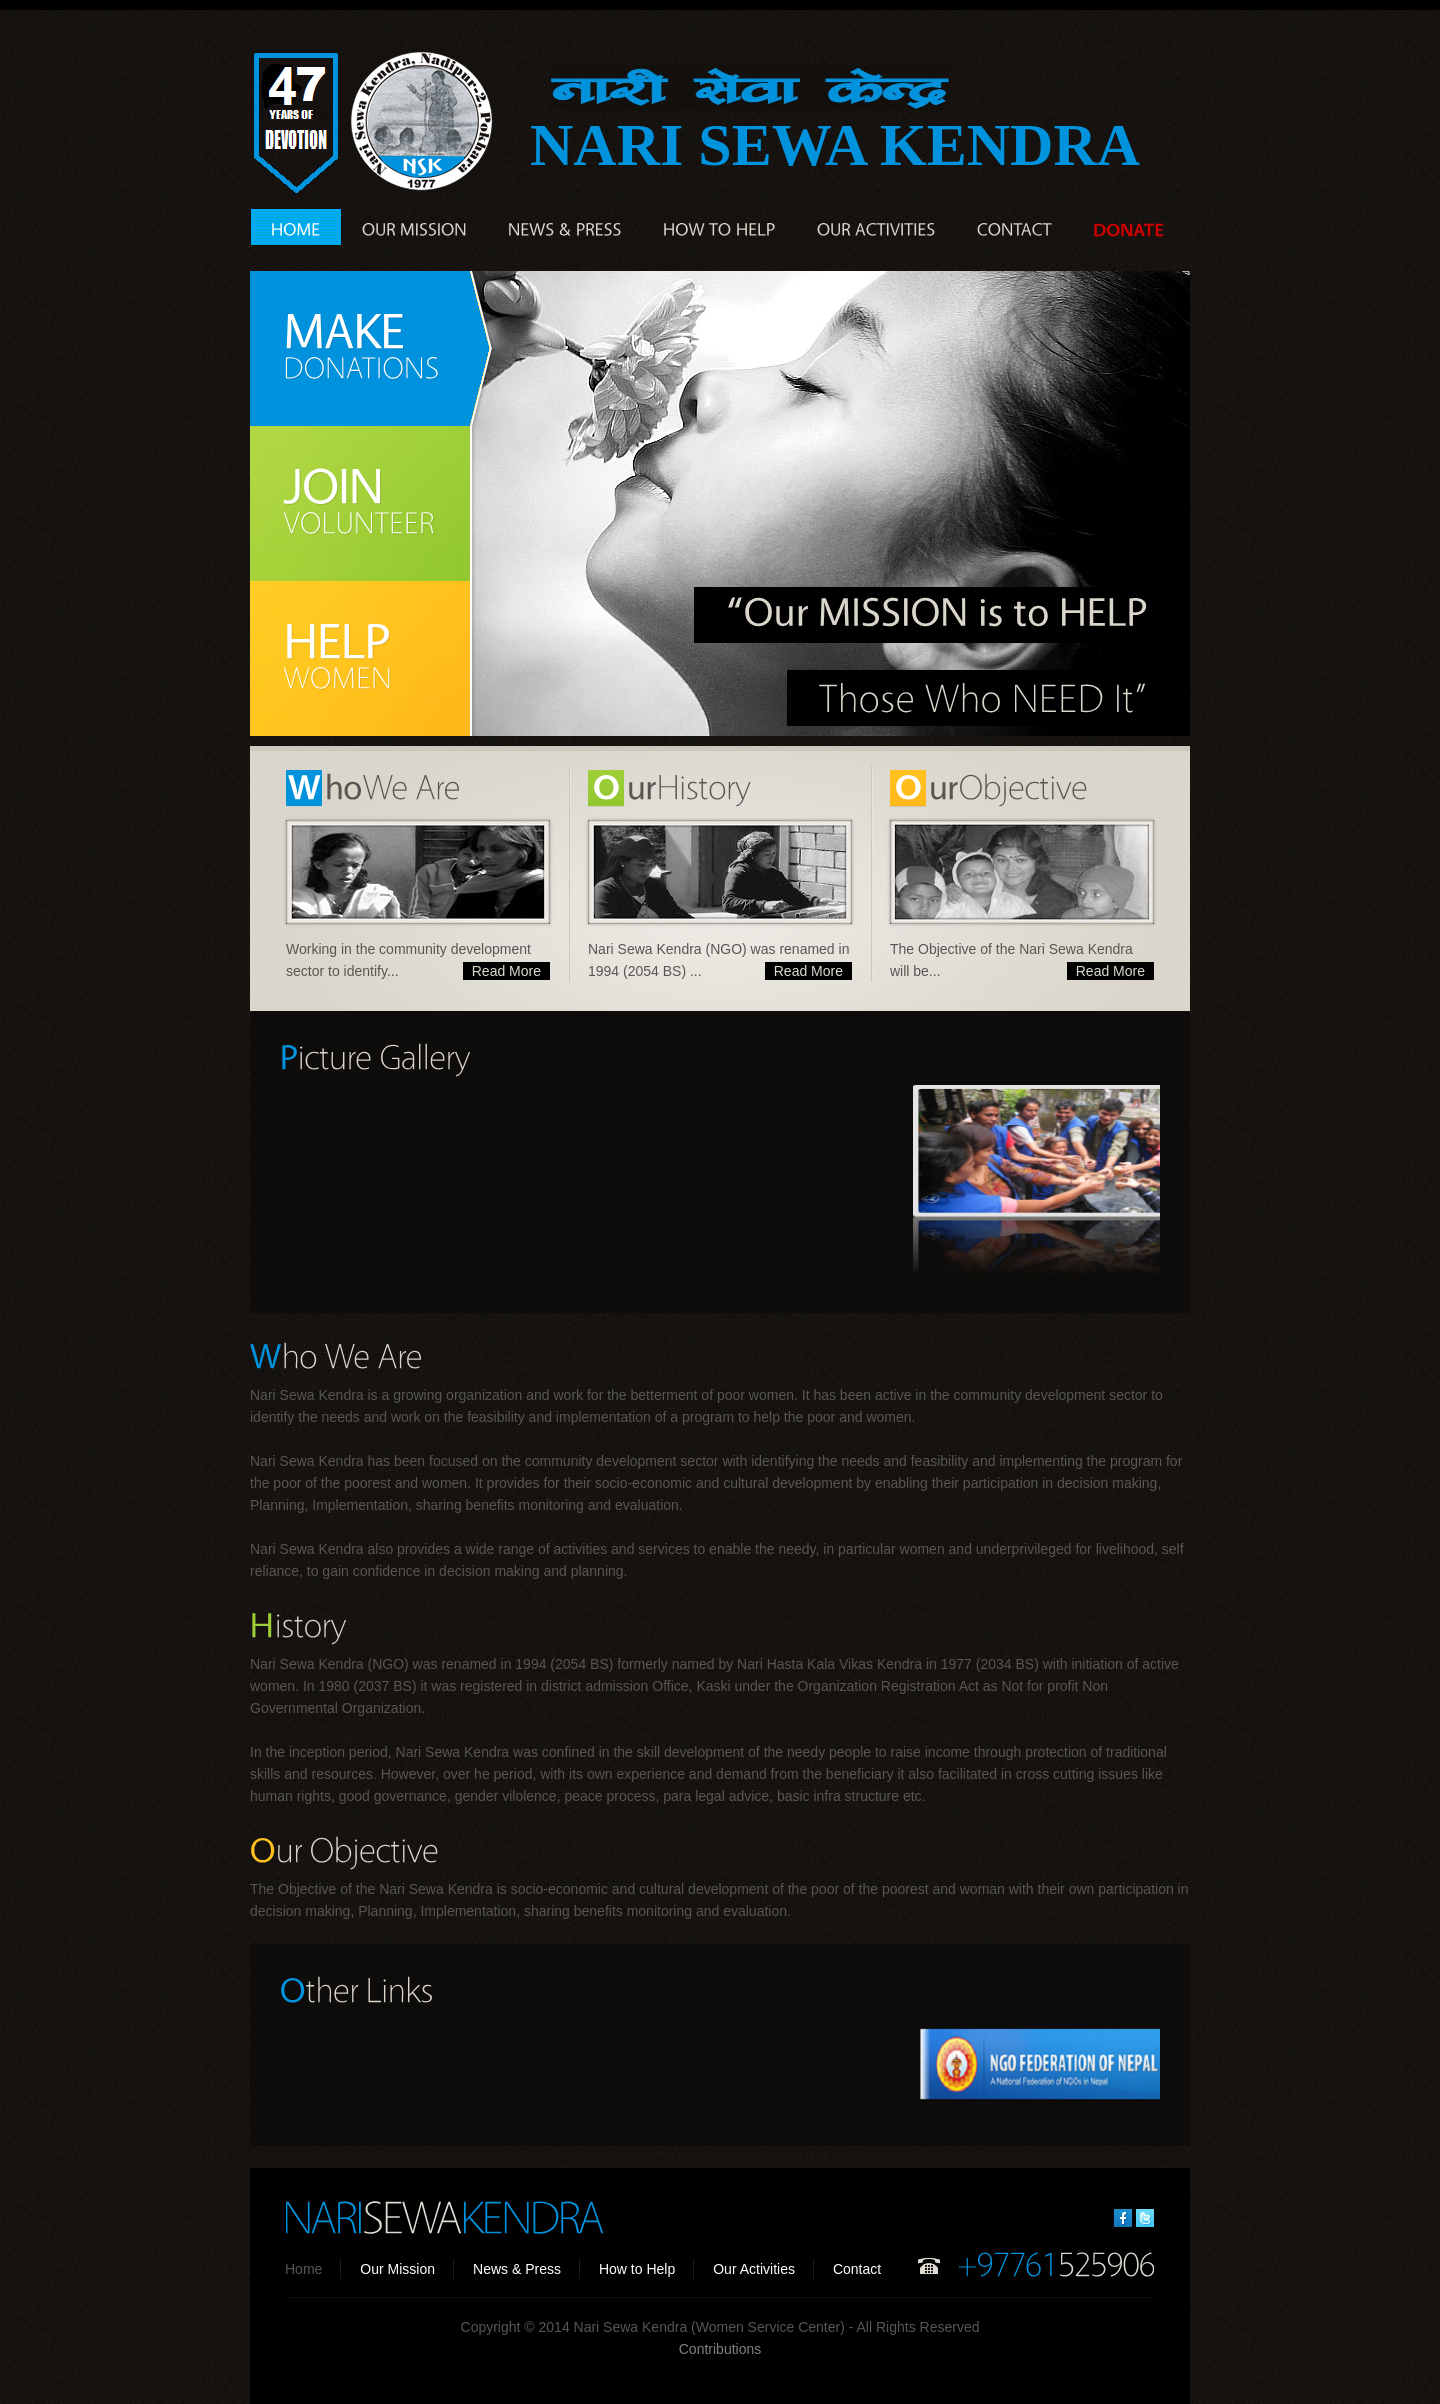 47
YEARS OF
DEVOTION
Nari Sewa Kendra, Nadipur-2, Pokhara
NSK
1977
नारी सेवा केन्द्र
NARI SEWA KENDRA
HOME OUR MISSION NEWS & PRESS HOW TO HELP OUR ACTIVITIES CONTACT DONATE
MAKE
DONATIONS
JOIN
VOLUNTEER
HELP
WOMEN
“Our MISSION is to HELP
Those Who NEED It”
WhoWe Are
Working in the community development
sector to identify... Read More
OurHistory
Nari Sewa Kendra (NGO) was renamed in
1994 (2054 BS) ... Read More
OurObjective
The Objective of the Nari Sewa Kendra
will be... Read More
Picture Gallery
Who We Are
Nari Sewa Kendra is a growing organization and work for the betterment of poor women. It has been active in the community development sector to
identify the needs and work on the feasibility and implementation of a program to help the poor and women.
Nari Sewa Kendra has been focused on the community development sector with identifying the needs and feasibility and implementing the program for
the poor of the poorest and women. It provides for their socio-economic and cultural development by enabling their participation in decision making,
Planning, Implementation, sharing benefits monitoring and evaluation.
Nari Sewa Kendra also provides a wide range of activities and services to enable the needy, in particular women and underprivileged for livelihood, self
reliance, to gain confidence in decision making and planning.
History
Nari Sewa Kendra (NGO) was renamed in 1994 (2054 BS) formerly named by Nari Hasta Kala Vikas Kendra in 1977 (2034 BS) with initiation of active
women. In 1980 (2037 BS) it was registered in district admission Office, Kaski under the Organization Registration Act as Not for profit Non
Governmental Organization.
In the inception period, Nari Sewa Kendra was confined in the skill development of the needy people to raise income through protection of traditional
skills and resources. However, over he period, with its own experience and demand from the beneficiary it also facilitated in cross cutting issues like
human rights, good governance, gender vilolence, peace process, para legal advice, basic infra structure etc.
Our Objective
The Objective of the Nari Sewa Kendra is socio-economic and cultural development of the poor of the poorest and woman with their own participation in
decision making, Planning, Implementation, sharing benefits monitoring and evaluation.
Other Links
NGO FEDERATION OF NEPAL
A National Federation of NGOs in Nepal
NARISEWAKENDRA
Home Our Mission News & Press How to Help Our Activities Contact +97761525906
Copyright © 2014 Nari Sewa Kendra (Women Service Center) - All Rights Reserved
Contributions